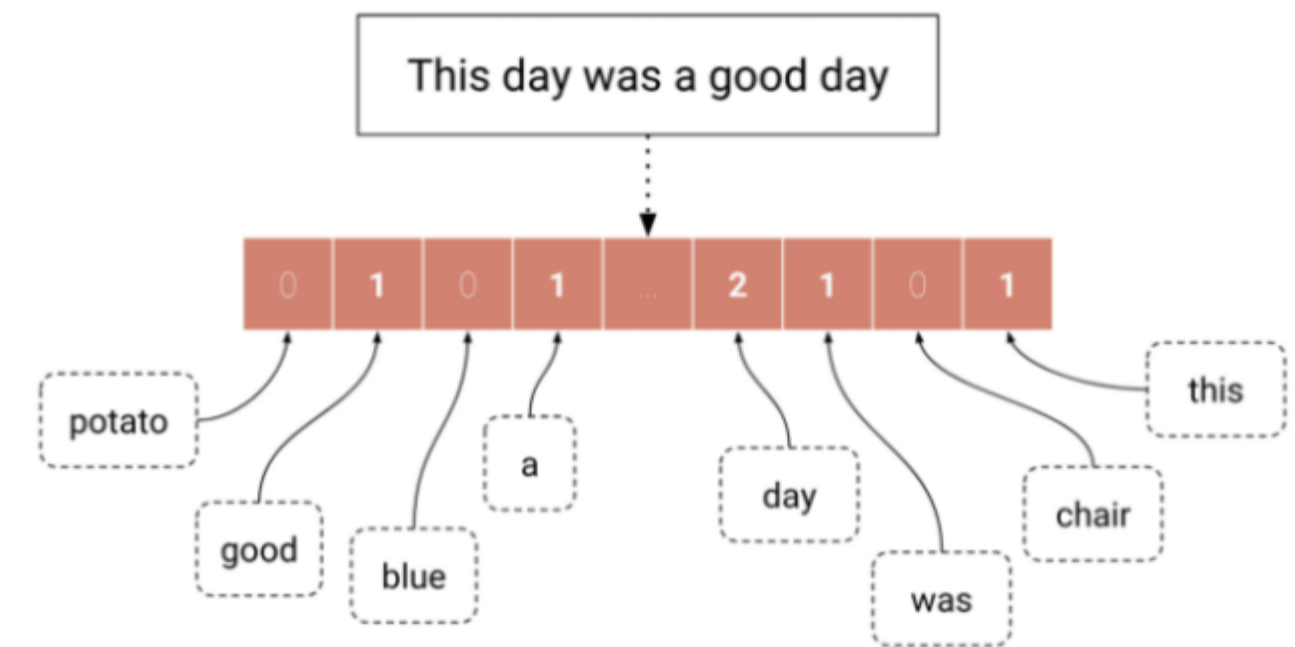 This day was a good day
0 1 0 1 ... 2 1 0 1
potato
good
blue
a
day
was
chair
this